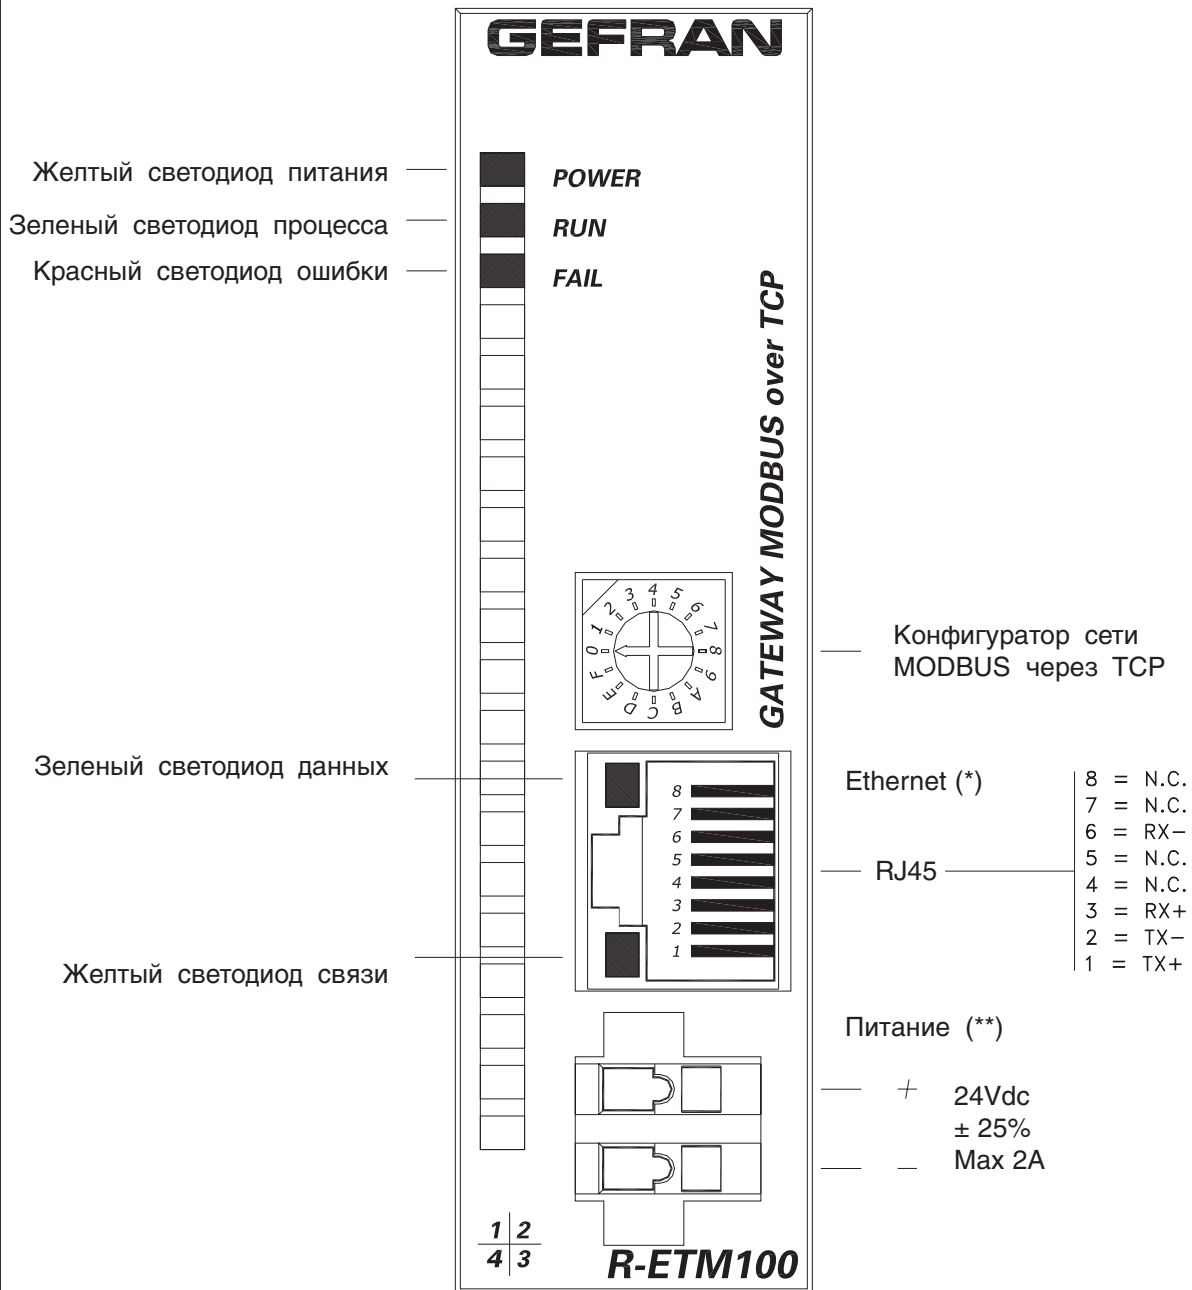 GEFRAN
Желтый светодиод питания
POWER
Зеленый светодиод процесса
RUN
Красный светодиод ошибки
FAIL
GATEWAY MODBUS over TCP
0 1 2 3 4 5 6 7 8 9 A B C D E F
Конфигуратор сети
MODBUS через TCP
Зеленый светодиод данных
Желтый светодиод связи
8
7
6
5
4
3
2
1
Ethernet (*)
RJ45
8 = N.C.
7 = N.C.
6 = RX−
5 = N.C.
4 = N.C.
3 = RX+
2 = TX−
1 = TX+
Питание (**)
+
−
24Vdc
± 25%
Max 2A
1 2
4 3
R-ETM100